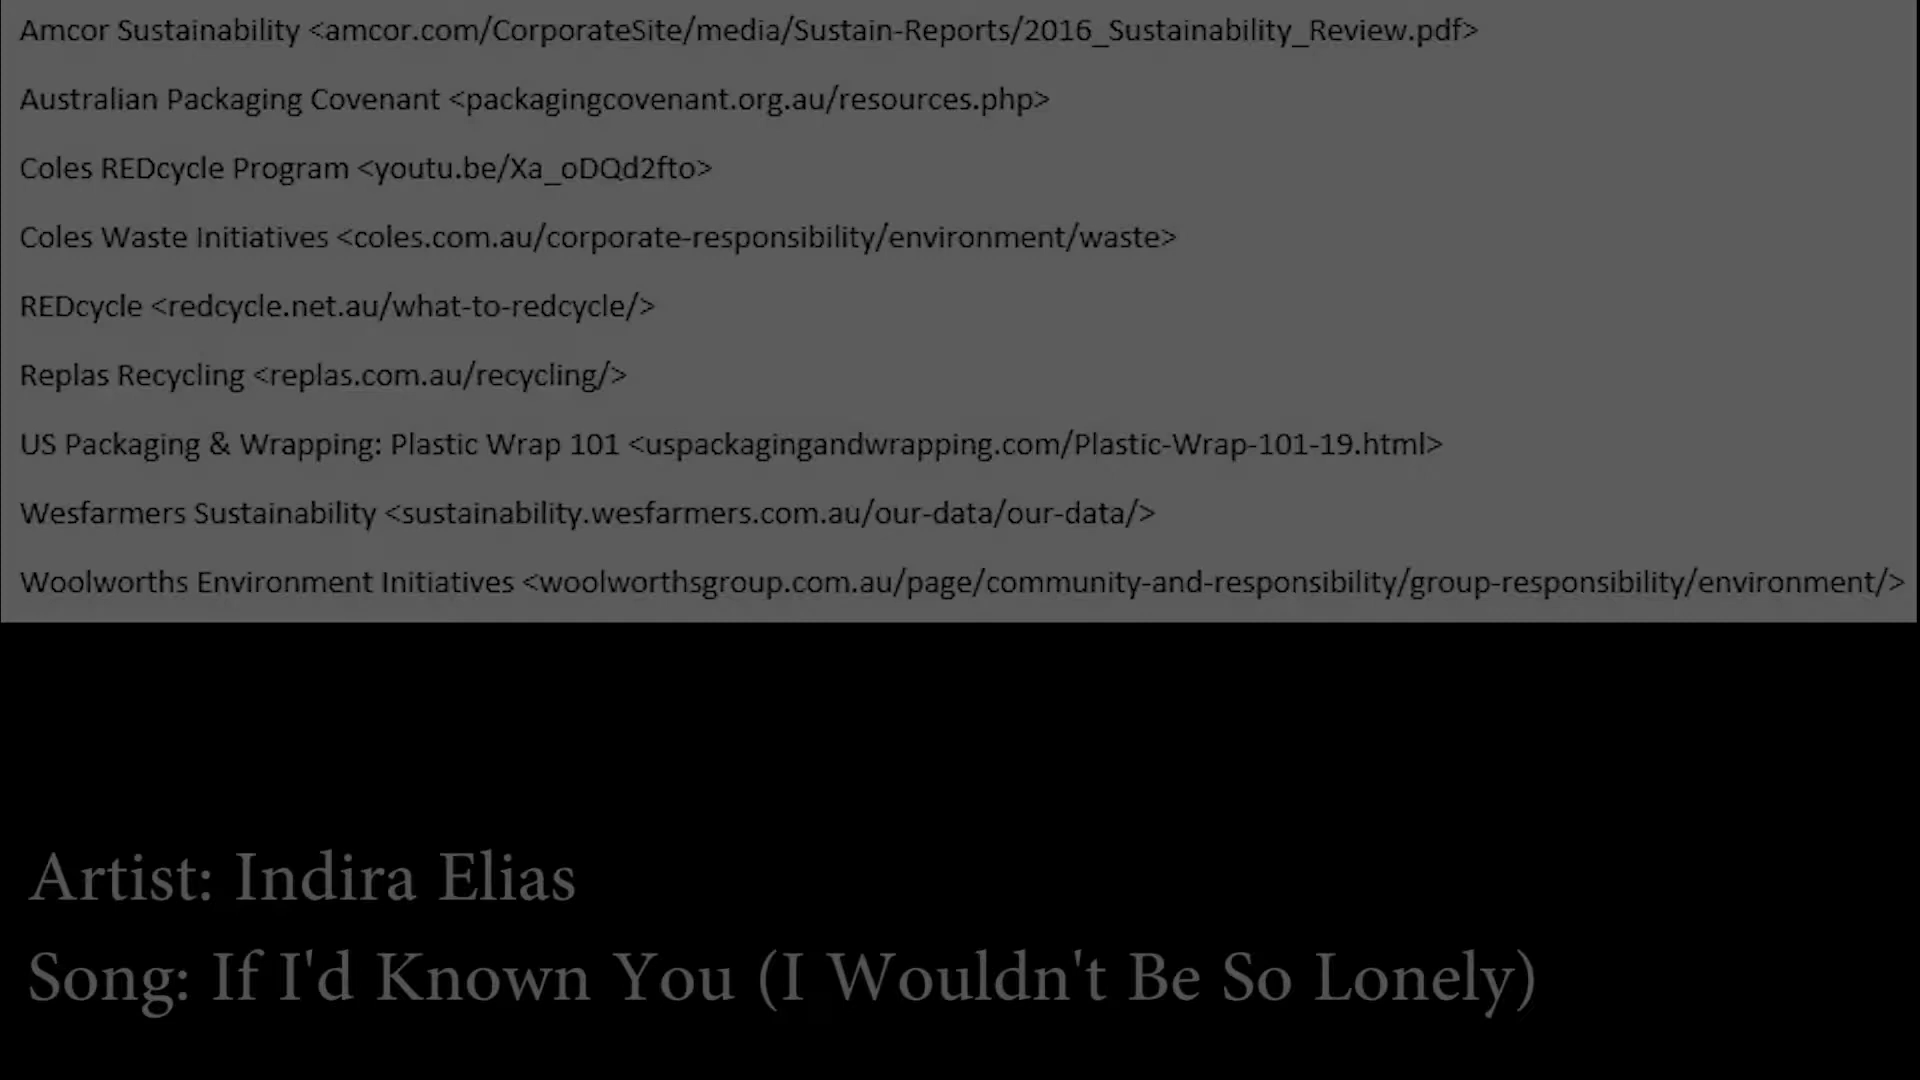 Amcor Sustainability <amcor.com/CorporateSite/media/Sustain-Reports/2016_Sustainability_Review.pdf>
Australian Packaging Covenant <packagingcovenant.org.au/resources.php>
Coles REDcycle Program <youtu.be/Xa_oDQd2fto>
Coles Waste Initiatives <coles.com.au/corporate-responsibility/environment/waste>
REDcycle <redcycle.net.au/what-to-redcycle/>
Replas Recycling <replas.com.au/recycling/>
US Packaging & Wrapping: Plastic Wrap 101 <uspackagingandwrapping.com/Plastic-Wrap-101-19.html>
Wesfarmers Sustainability <sustainability.wesfarmers.com.au/our-data/our-data/>
Woolworths Environment Initiatives <woolworthsgroup.com.au/page/community-and-responsibility/group-responsibility/environment/>
Artist: Indira Elias
Song: If I'd Known You (I Wouldn't Be So Lonely)